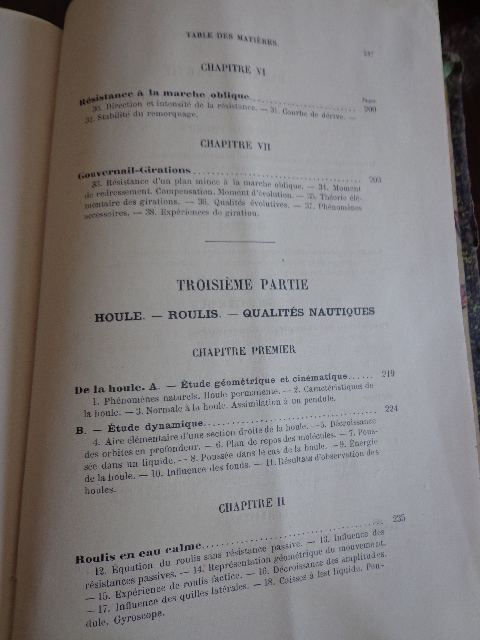 TABLE DES MATIÈRES.
CHAPITRE VI
Pages.
Résistance à la marche oblique 200
30. Direction et intensité de la résistance. — 31. Courbe de dérive. —
32. Stabilité du remorquage.
CHAPITRE VII
Gouvernail-Girations 203
33. Résistance d'un plan mince à la marche oblique. — 34. Moment
de redressement. Compensation. Moment d'évolution. — 35. Théorie élé-
mentaire des girations. — 36. Qualités évolutives. — 37. Phénomènes
accessoires. — 38. Expériences de giration.
TROISIÈME PARTIE
HOULE. — ROULIS. — QUALITÉS NAUTIQUES
CHAPITRE PREMIER
De la houle. A. — Étude géométrique et cinématique...... 219
1. Phénomènes naturels. Houle permanente. — 2. Caractéristiques de
la houle. — 3. Normale à la houle. Assimilation à un pendule.
B. — Étude dynamique 224
4. Aire élémentaire d'une section droite de la houle. — 5. Décroissance
des orbites en profondeur. — 6. Plan de repos des molécules. — 7. Pous-
sée dans un liquide. — 8. Poussée dans le cas de la houle. — 9. Énergie
de la houle. — 10. Influence des fonds. — 11. Résultats d'observation des
houles.
CHAPITRE II
Roulis en eau calme 235
12. Équation du roulis sans résistance passive. — 13. Influence des
résistances passives. — 14. Représentation géométrique du mouvement.
— 15. Expérience de roulis factice. — 16. Décroissance des amplitudes.
— 17. Influence des quilles latérales. — 18. Caisses à lest liquide. Pen-
dule. Gyroscope.